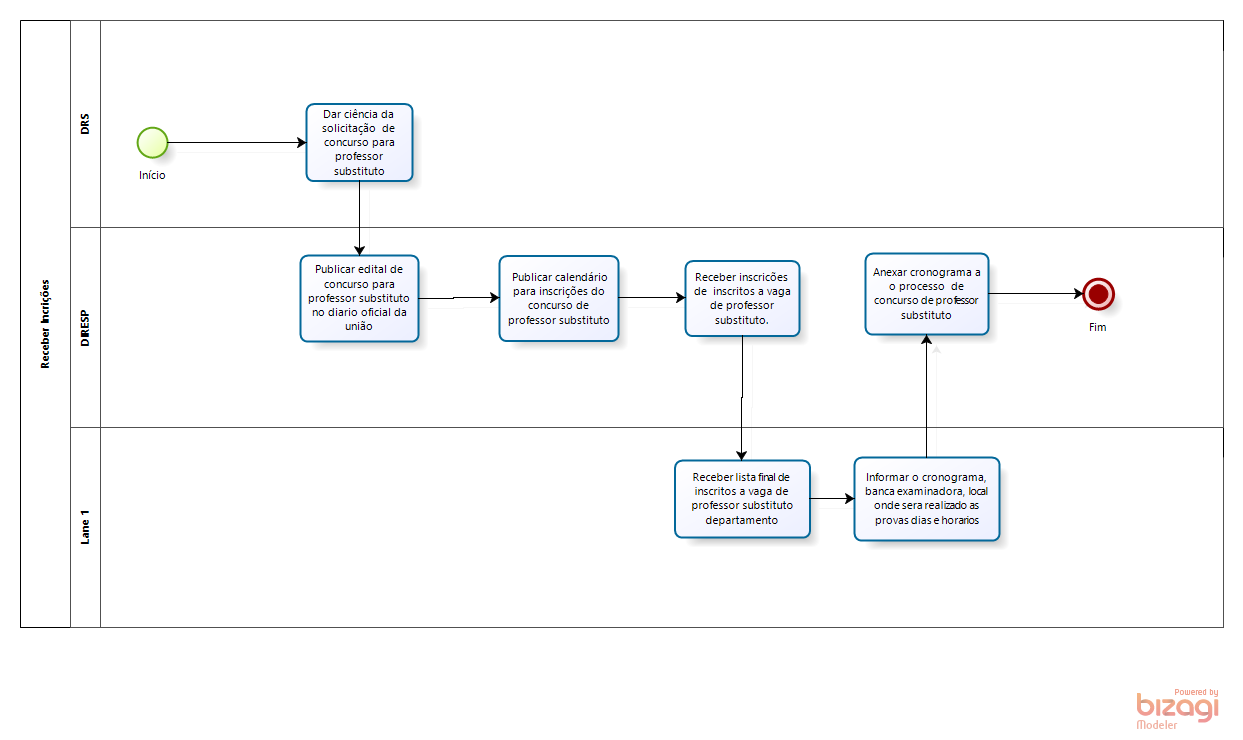 Receber Incrições
DRS
Início
Dar ciência da
solicitação de
concurso para
professor
substituto
DIRESP
Publicar edital de
concurso para
professor substituto
no diario oficial da
união
Publicar calendário
para inscrições do
concurso de
professor substituto
Receber inscricões
de inscritos a vaga
de professor
substituto.
Anexar cronograma a
o processo de
concurso de professor
substituto
Fim
Lane 1
Receber lista final de
inscritos a vaga de
professor substituto
departamento
Informar o cronograma,
banca examinadora, local
onde sera realizado as
provas dias e horarios
Powered by
bizagi
Modeler